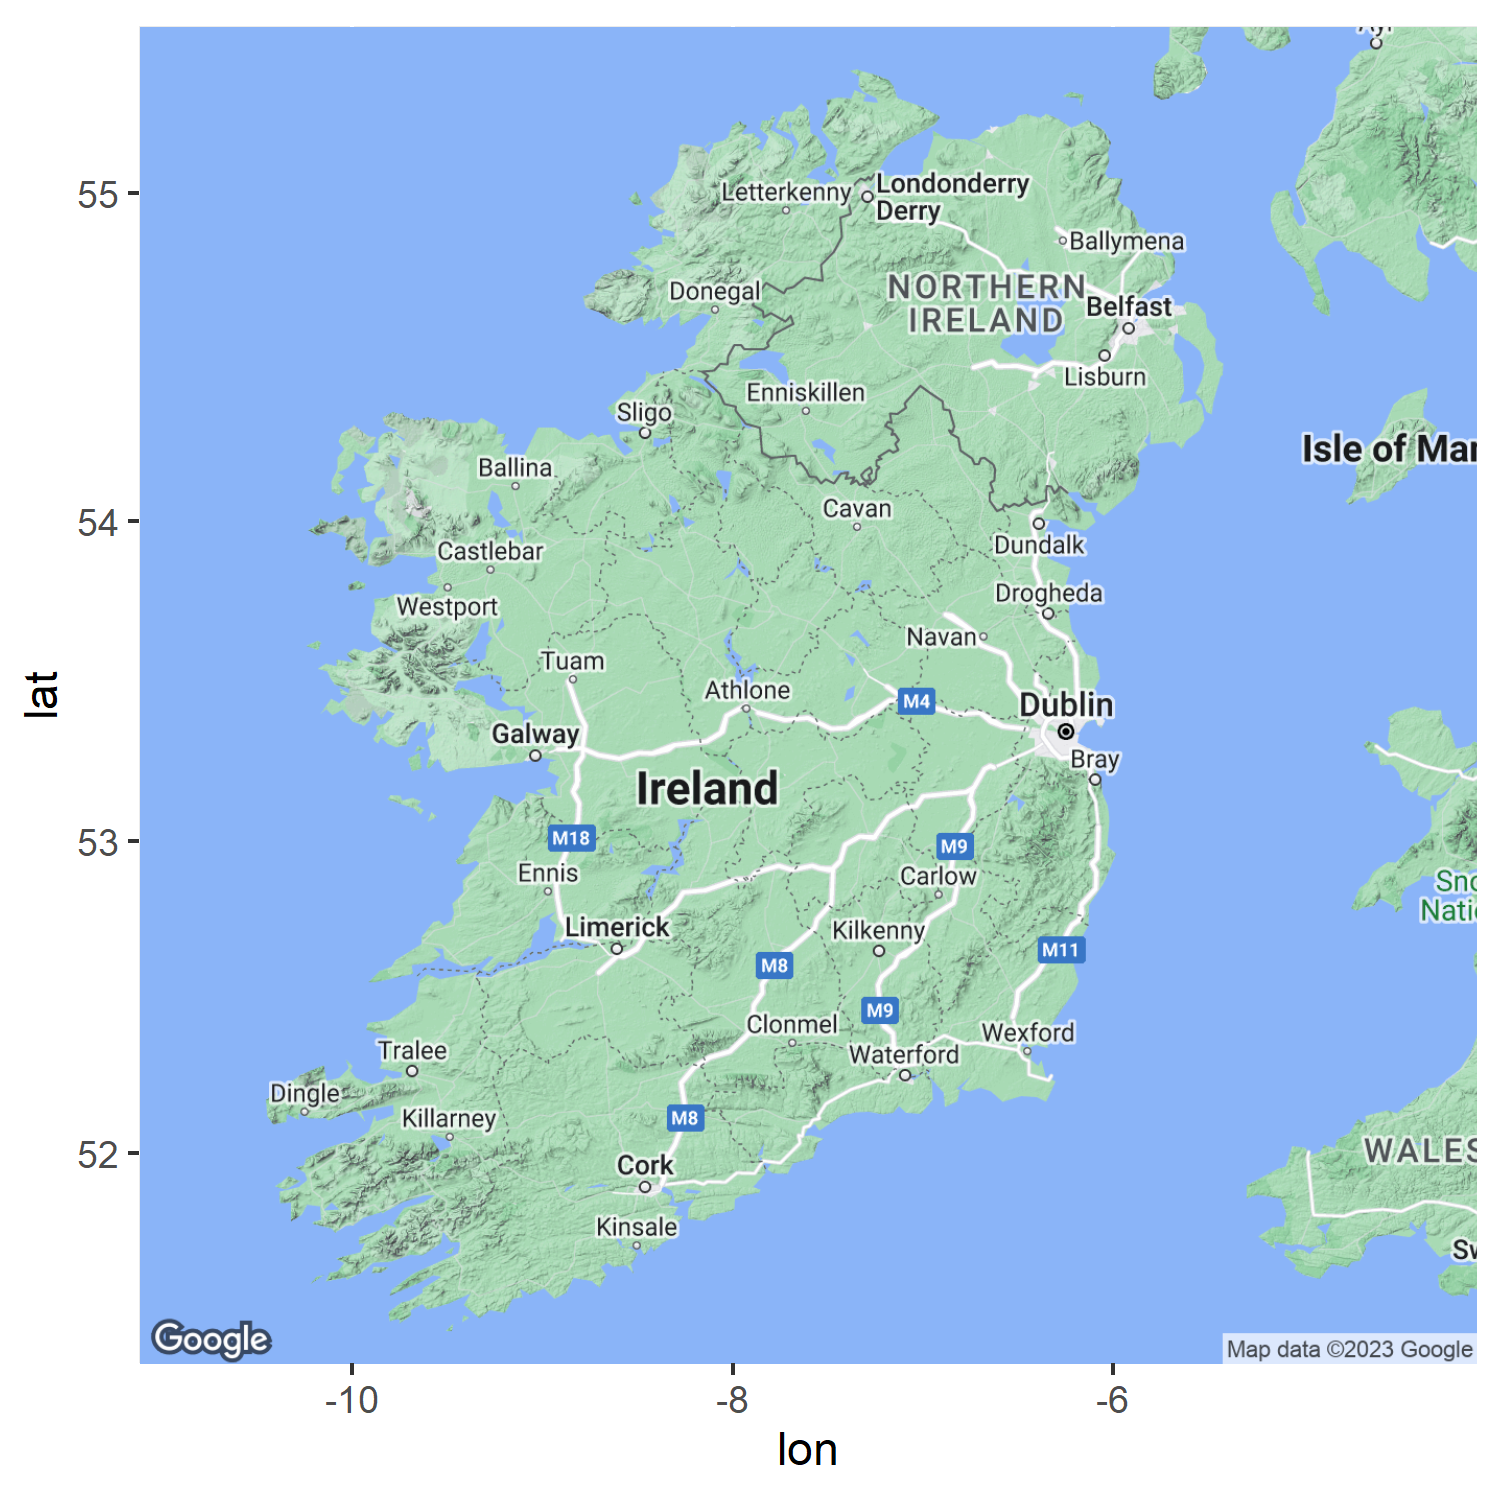 Letterkenny
Londonderry
Derry
Ballymena
Donegal
NORTHERN
IRELAND
Belfast
Lisburn
Enniskillen
Sligo
Isle of Mar
Ballina
Cavan
Dundalk
Castlebar
Westport
Drogheda
Navan
Tuam
Athlone
M4
Dublin
Galway
Bray
Ireland
M18
M9
Ennis
Carlow
Sno
Natio
Limerick
Kilkenny
M11
M8
M9
Clonmel
Wexford
Tralee
Waterford
Dingle
Killarney
M8
WALES
Cork
Kinsale
Sw
Google
Map data ©2023 Google
55
54
53
52
lat
-10
-8
-6
lon